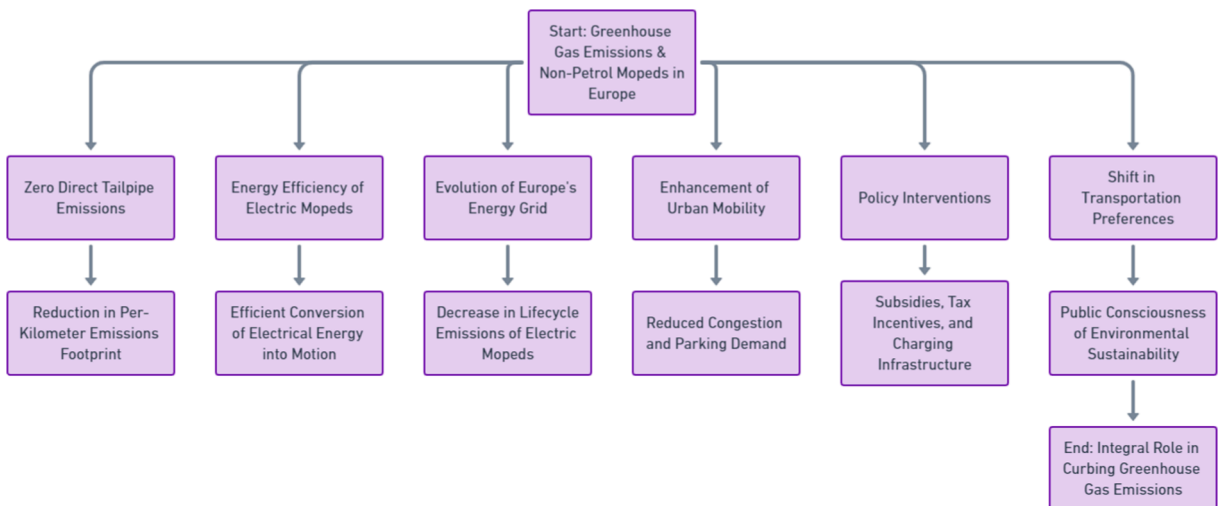 Start: Greenhouse
Gas Emissions &
Non-Petrol Mopeds in
Europe
Zero Direct Tailpipe
Emissions
Energy Efficiency of
Electric Mopeds
Evolution of Europe's
Energy Grid
Enhancement of
Urban Mobility
Policy Interventions
Shift in
Transportation
Preferences
Reduction in Per-
Kilometer Emissions
Footprint
Efficient Conversion
of Electrical Energy
into Motion
Decrease in Lifecycle
Emissions of Electric
Mopeds
Reduced Congestion
and Parking Demand
Subsidies, Tax
Incentives, and
Charging
Infrastructure
Public Consciousness
of Environmental
Sustainability
End: Integral Role in
Curbing Greenhouse
Gas Emissions